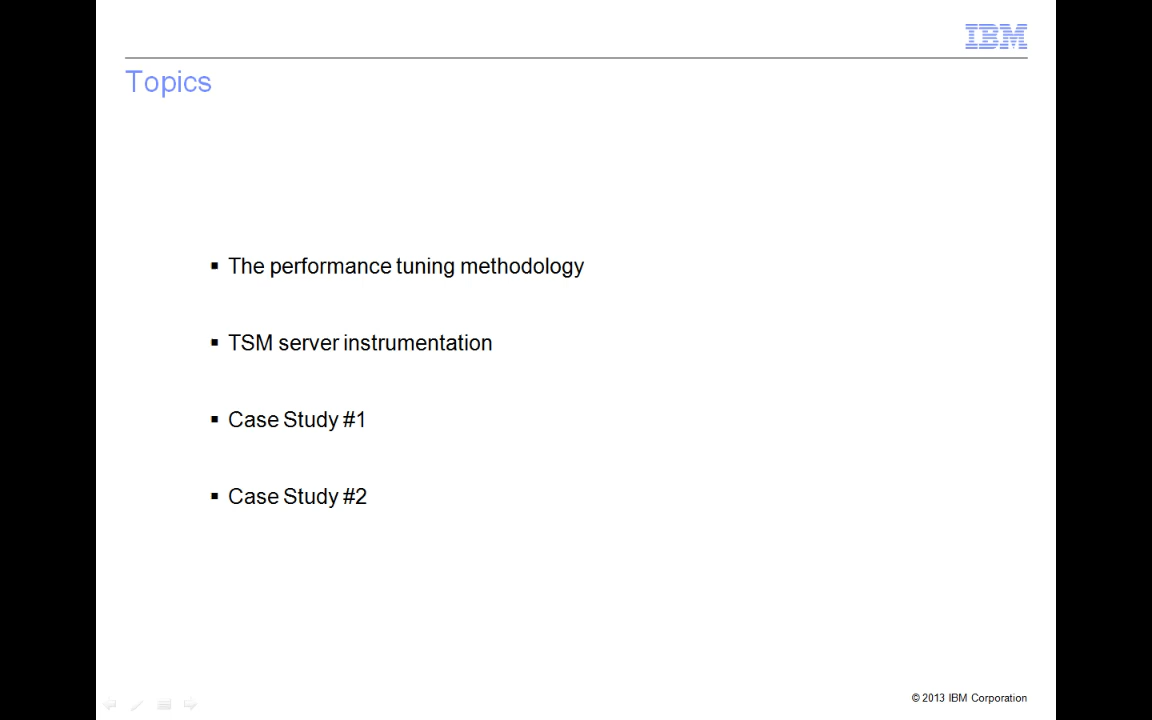 IBM
Topics
▪ The performance tuning methodology
▪ TSM server instrumentation
▪ Case Study #1
▪ Case Study #2
© 2013 IBM Corporation